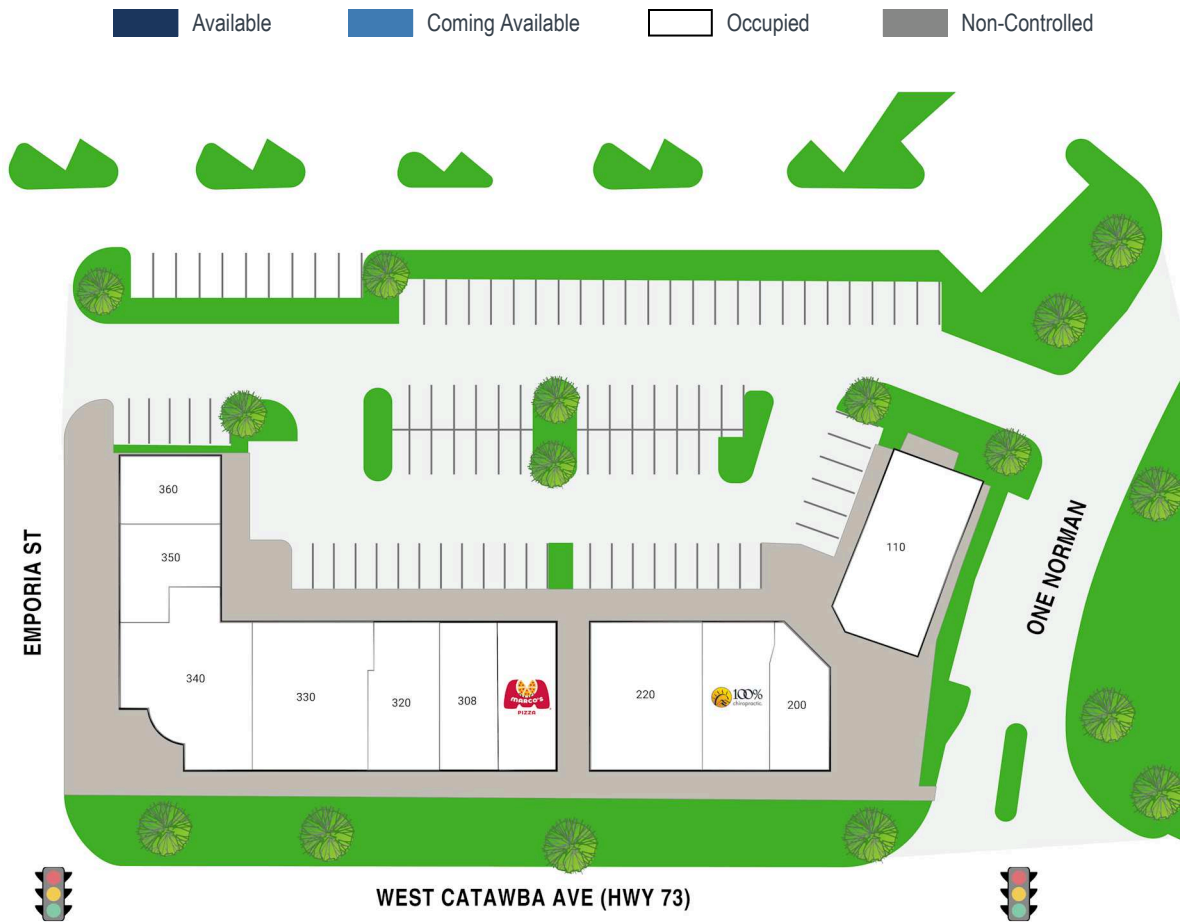 Available
Coming Available
Occupied
Non-Controlled
360
350
110
EMPORIA ST
ONE NORMAN
340
330
320
308
MARCO'S
PIZZA
220
100%
chiropractic
200
WEST CATAWBA AVE (HWY 73)